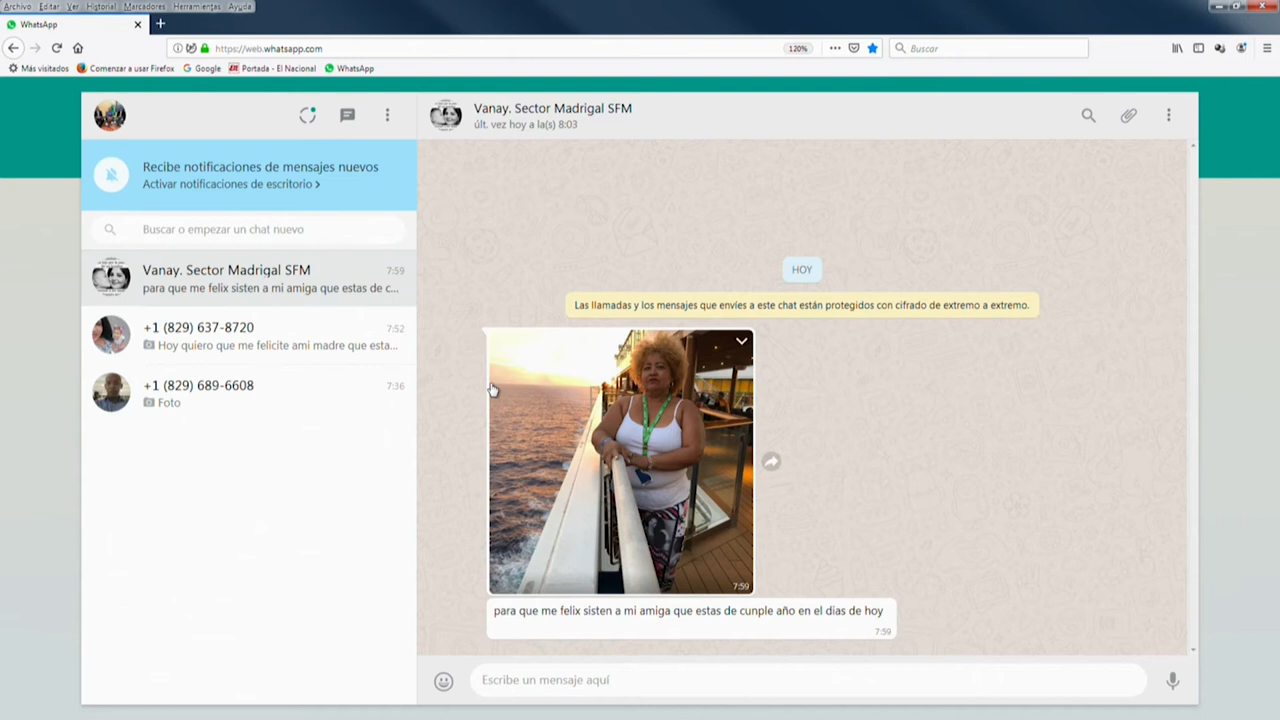 Archivo Editar Ver Historial Marcadores Herramientas Ayuda
WhatsApp
https://web.whatsapp.com
120%
Buscar
Más visitados Comenzar a usar Firefox Google Portada - El Nacional WhatsApp
Vanay. Sector Madrigal SFM
últ. vez hoy a la(s) 8:03
Recibe notificaciones de mensajes nuevos
Activar notificaciones de escritorio >
Buscar o empezar un chat nuevo
Vanay. Sector Madrigal SFM 7:59
para que me felix sisten a mi amiga que estas de c...
+1 (829) 637-8720 7:52
Hoy quiero que me felicite ami madre que esta...
+1 (829) 689-6608 7:36
Foto
HOY
Las llamadas y los mensajes que envíes a este chat están protegidos con cifrado de extremo a extremo.
7:59
para que me felix sisten a mi amiga que estas de cunple año en el dias de hoy
7:59
Escribe un mensaje aquí